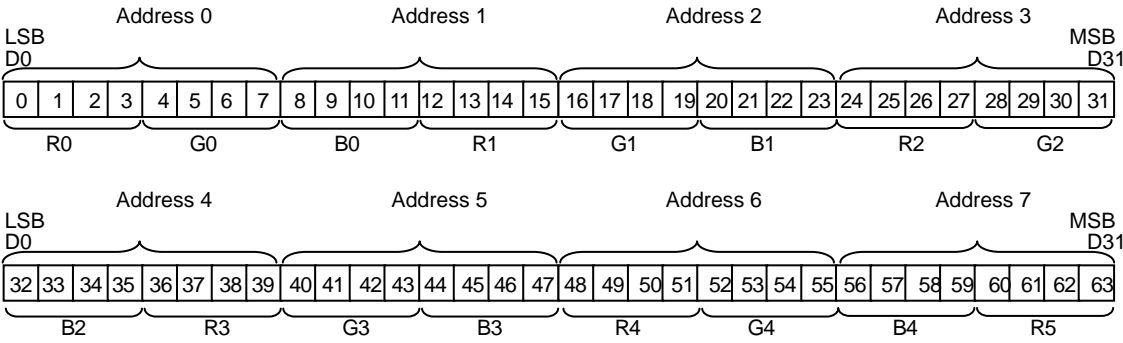 Address 0 Address 1 Address 2 Address 3
LSB MSB
D0 D31
0 1 2 3 4 5 6 7 8 9 10 11 12 13 14 15 16 17 18 19 20 21 22 23 24 25 26 27 28 29 30 31
R0 G0 B0 R1 G1 B1 R2 G2
Address 4 Address 5 Address 6 Address 7
LSB MSB
D0 D31
32 33 34 35 36 37 38 39 40 41 42 43 44 45 46 47 48 49 50 51 52 53 54 55 56 57 58 59 60 61 62 63
B2 R3 G3 B3 R4 G4 B4 R5